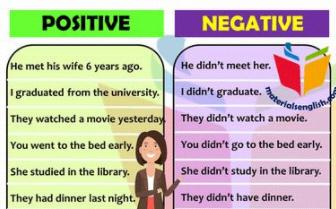 POSITIVE
NEGATIVE
He met his wife 6 years ago.
He didn't meet her.
I graduated from the university.
I didn't graduate.
They watched a movie yesterday.
They didn't watch a movie.
You went to the bed early.
You didn't go to the bed early.
She studied in the library.
She didn't study in the library.
They had dinner last night.
They didn't have dinner.
materialsenglish.com